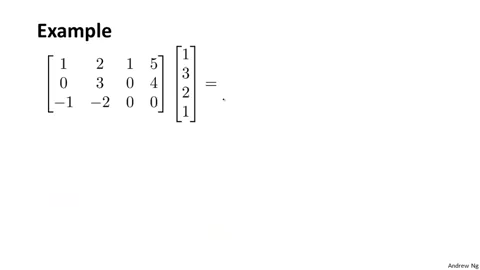 Example
1 2 1 5 1
0 3 0 4 3 =
-1 -2 0 0 2
1
Andrew Ng